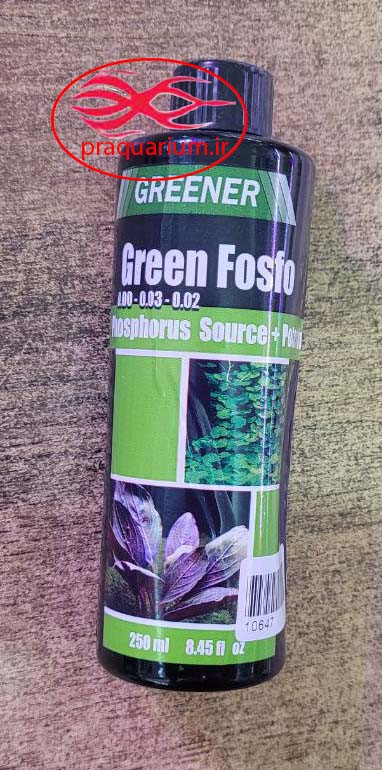 praquarium.ir
GREENER
Green Fosfo
0.00 - 0.03 - 0.02
Phosphorus Source +
250 ml 8.45 fl oz
10647